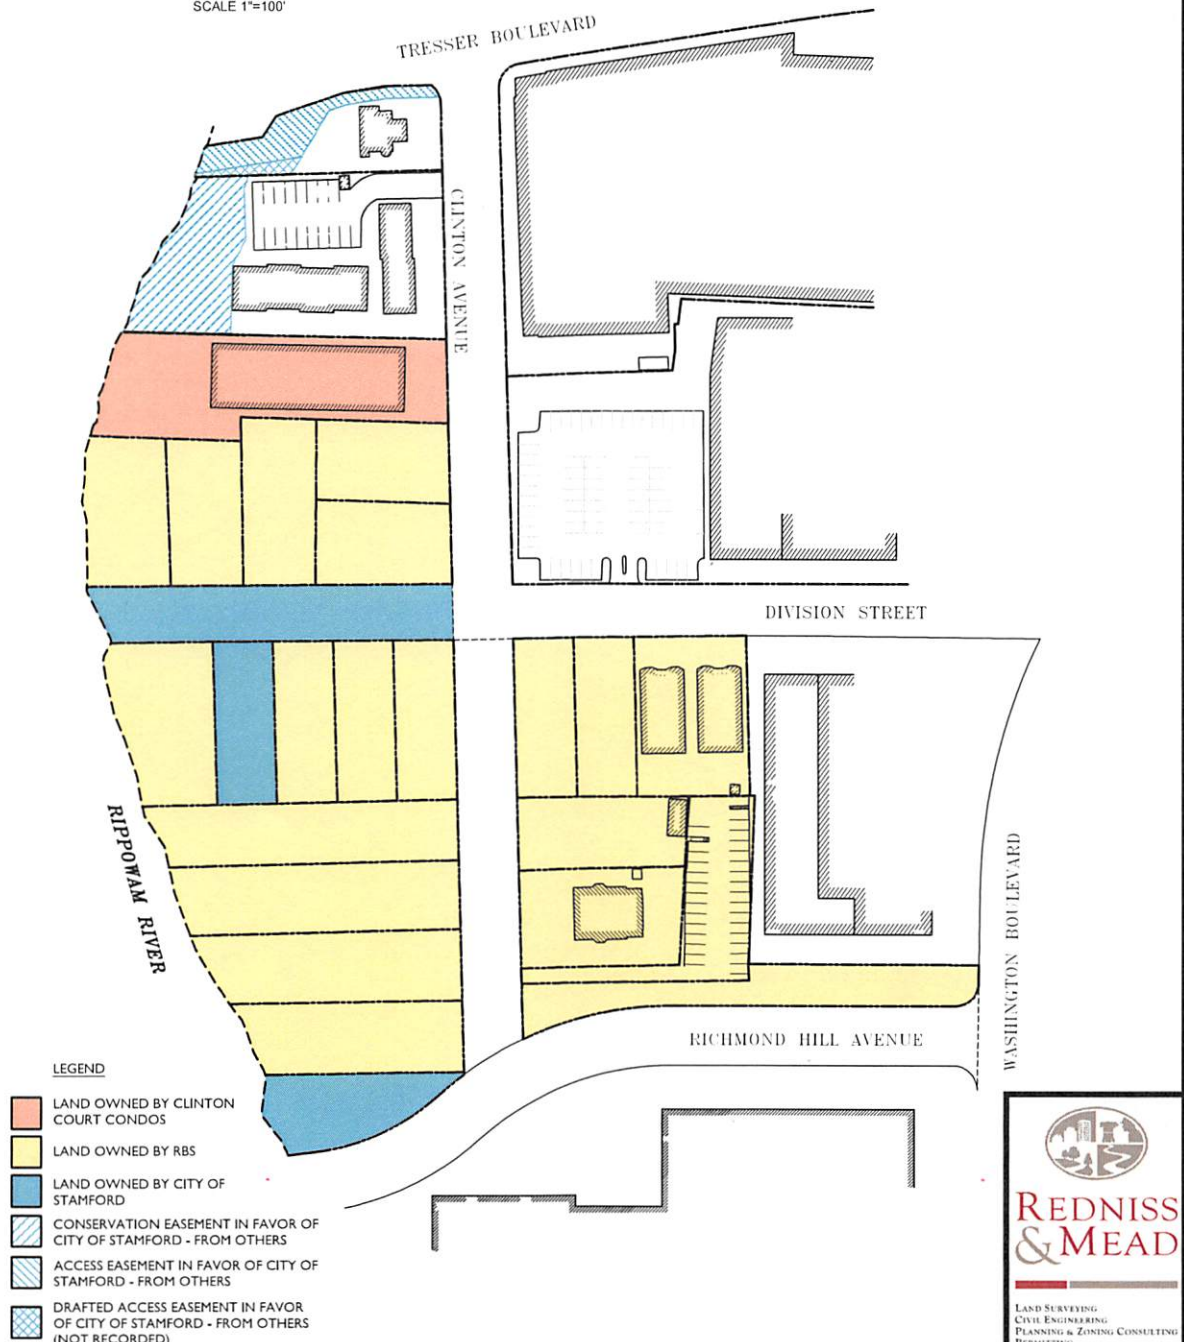 SCALE 1"=100'
TRESSER BOULEVARD
CLINTON AVENUE
DIVISION STREET
RIPPOWAM RIVER
WASHINGTON BOULEVARD
RICHMOND HILL AVENUE
LEGEND
LAND OWNED BY CLINTON
COURT CONDOS
LAND OWNED BY RBS
LAND OWNED BY CITY OF
STAMFORD
CONSERVATION EASEMENT IN FAVOR OF
CITY OF STAMFORD - FROM OTHERS
ACCESS EASEMENT IN FAVOR OF CITY OF
STAMFORD - FROM OTHERS
DRAFTED ACCESS EASEMENT IN FAVOR
OF CITY OF STAMFORD - FROM OTHERS
(NOT RECORDED)
REDNISS
& MEAD
LAND SURVEYING
CIVIL ENGINEERING
PLANNING & ZONING CONSULTING